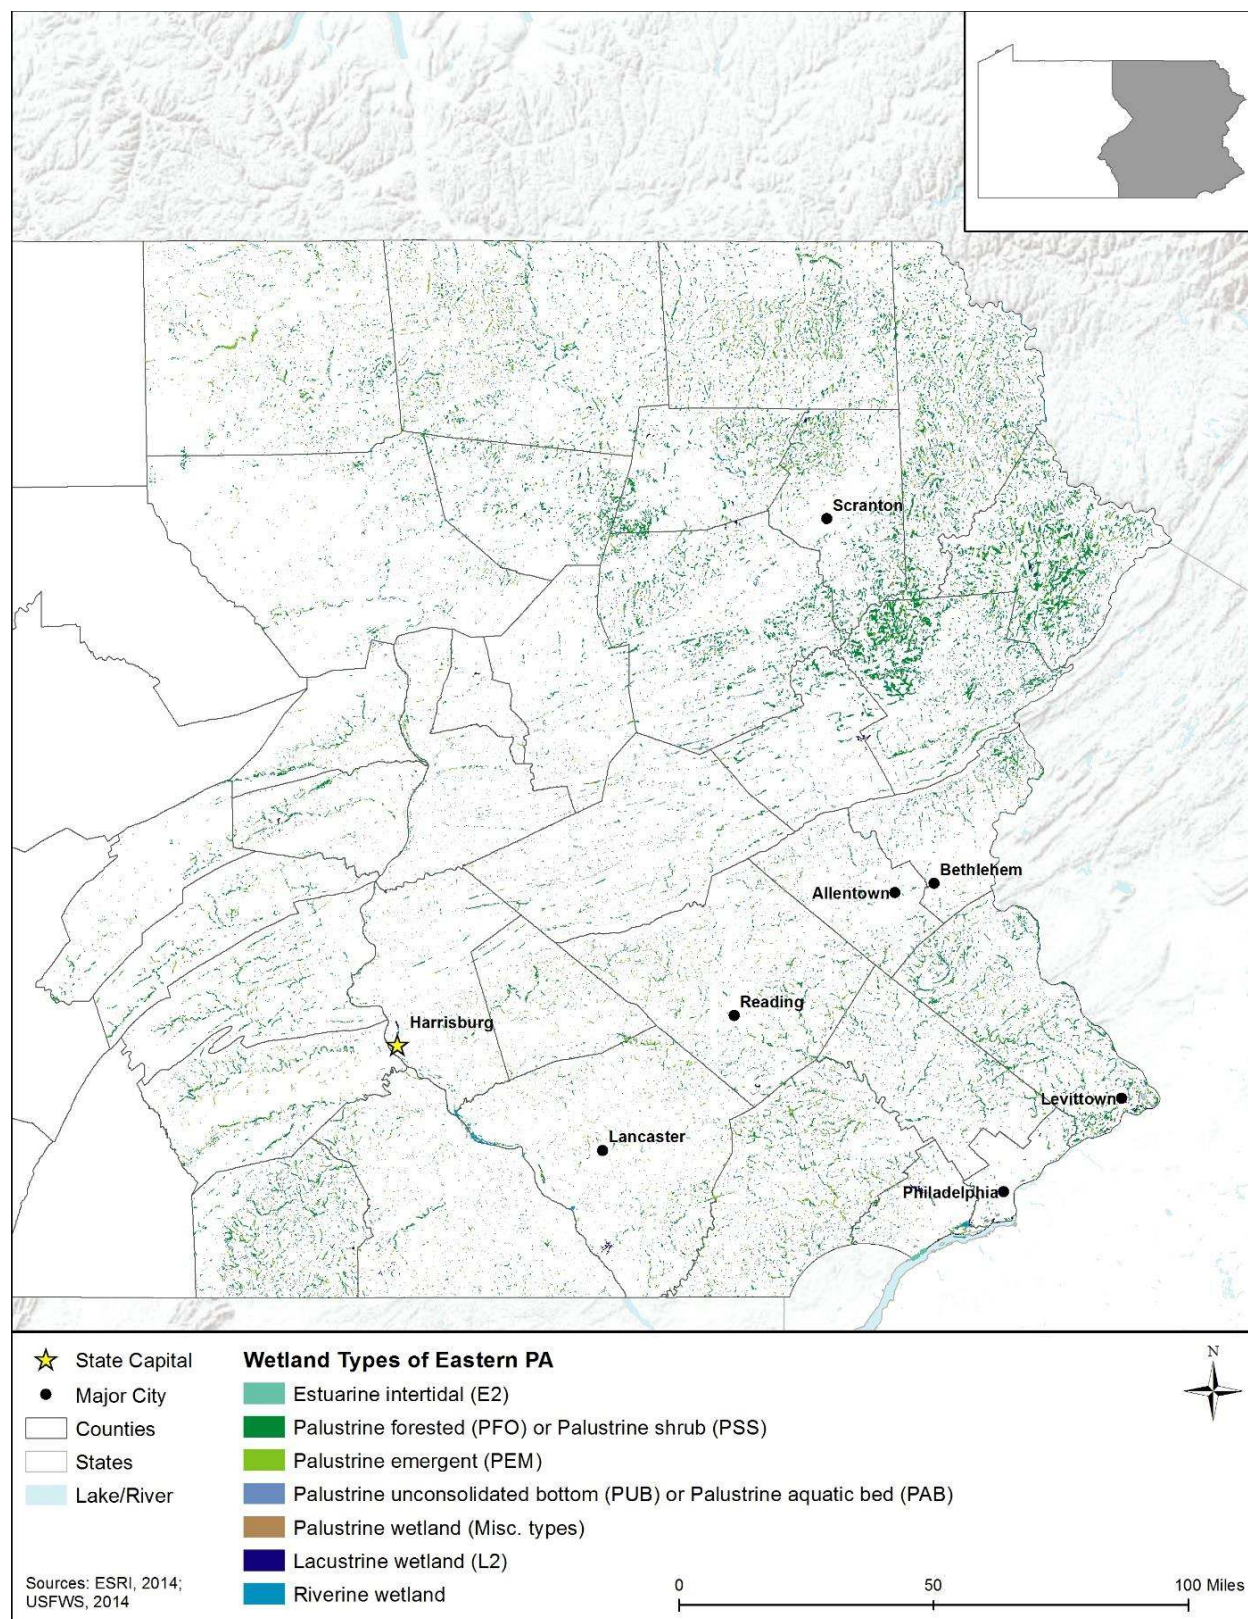 Scranton
Bethlehem
Allentown
Reading
Harrisburg
Levittown
Lancaster
Philadelphia
State Capital
Major City
Counties
States
Lake/River
Sources: ESRI, 2014;
USFWS, 2014
Wetland Types of Eastern PA
Estuarine intertidal (E2)
Palustrine forested (PFO) or Palustrine shrub (PSS)
Palustrine emergent (PEM)
Palustrine unconsolidated bottom (PUB) or Palustrine aquatic bed (PAB)
Palustrine wetland (Misc. types)
Lacustrine wetland (L2)
Riverine wetland
N
0 50 100 Miles